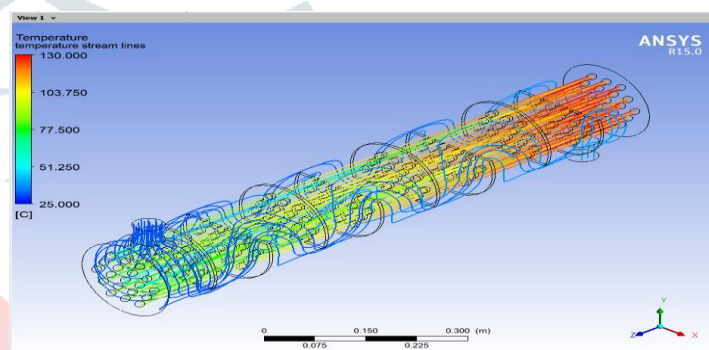 View 1
Temperature
temperature stream lines
130.000
103.750
77.500
51.250
25.000
[C]
ANSYS
R15.0
0 0.150 0.300 (m)
0.075 0.225
Y
Z X